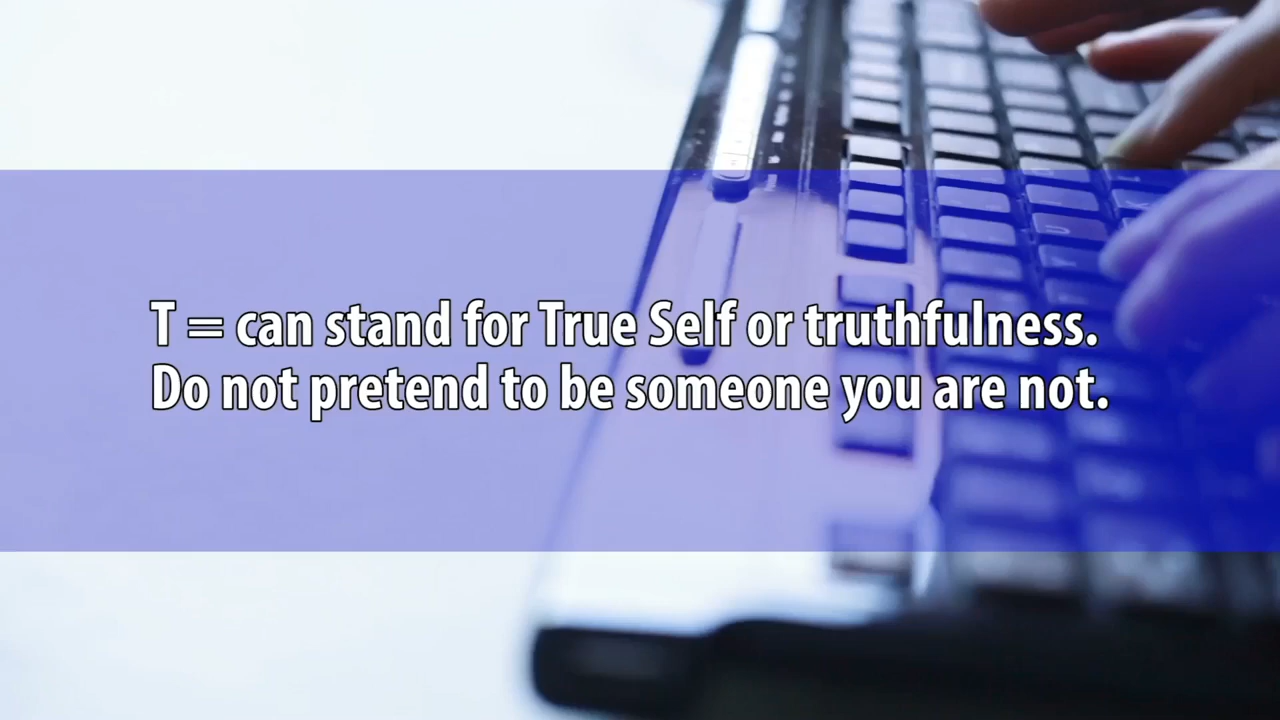 T = can stand for True Self or truthfulness.
Do not pretend to be someone you are not.